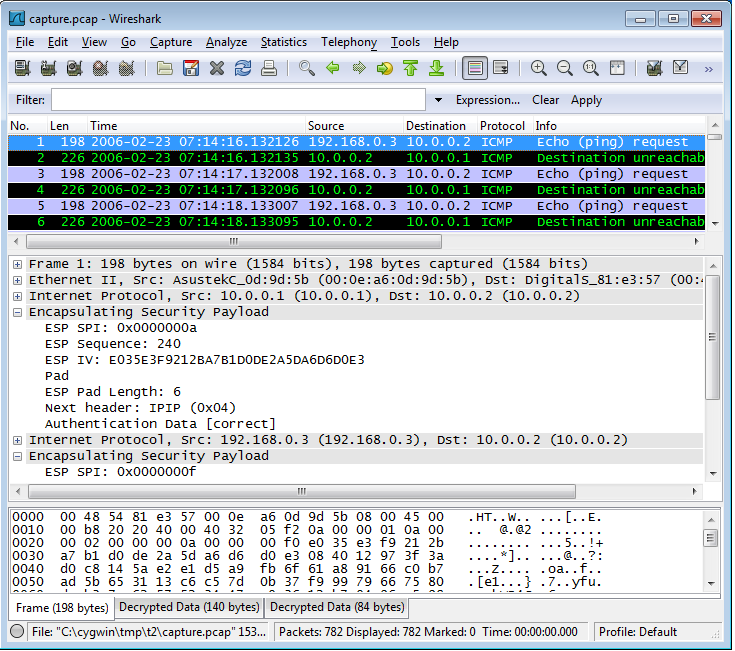 capture.pcap - Wireshark
File Edit View Go Capture Analyze Statistics Telephony Tools Help
Filter: Expression... Clear Apply
No. Len Time Source Destination Protocol Info
1 198 2006-02-23 07:14:16.132126 192.168.0.3 10.0.0.2 ICMP Echo (ping) request
2 226 2006-02-23 07:14:16.132135 10.0.0.2 10.0.0.1 ICMP Destination unreachab
3 198 2006-02-23 07:14:17.132008 192.168.0.3 10.0.0.2 ICMP Echo (ping) request
4 226 2006-02-23 07:14:17.132096 10.0.0.2 10.0.0.1 ICMP Destination unreachab
5 198 2006-02-23 07:14:18.133007 192.168.0.3 10.0.0.2 ICMP Echo (ping) request
6 226 2006-02-23 07:14:18.133095 10.0.0.2 10.0.0.1 ICMP Destination unreachab
Frame 1: 198 bytes on wire (1584 bits), 198 bytes captured (1584 bits)
Ethernet II, Src: AsustekC_0d:9d:5b (00:0e:a6:0d:9d:5b), Dst: DigitalS_81:e3:57 (00:4
Internet Protocol, Src: 10.0.0.1 (10.0.0.1), Dst: 10.0.0.2 (10.0.0.2)
Encapsulating Security Payload
ESP SPI: 0x0000000a
ESP Sequence: 240
ESP IV: E035E3F9212BA7B1D0DE2A5DA6D6D0E3
Pad
ESP Pad Length: 6
Next header: IPIP (0x04)
Authentication Data [correct]
Internet Protocol, Src: 192.168.0.3 (192.168.0.3), Dst: 10.0.0.2 (10.0.0.2)
Encapsulating Security Payload
ESP SPI: 0x0000000f
0000 00 48 54 81 e3 57 00 0e a6 0d 9d 5b 08 00 45 00 .HT..W.. ...[..E.
0010 00 b8 20 20 40 00 40 32 05 f2 0a 00 00 01 0a 00 ..  @.@2 ........
0020 00 02 00 00 00 0a 00 00 00 f0 e0 35 e3 f9 21 2b ........ ...5..!+
0030 a7 b1 d0 de 2a 5d a6 d6 d0 e3 08 40 12 97 3f 3a ....*].. ...@..?:
0040 d0 c8 14 5a e2 e1 d5 a9 fb 6f 61 a8 91 66 c0 b7 ...Z.... .oa..f..
0050 ad 5b 65 31 13 c6 c5 7d 0b 37 f9 99 79 66 75 80 .[e1...} .7..yfu.
Frame (198 bytes) Decrypted Data (140 bytes) Decrypted Data (84 bytes)
File: "C:\cygwin\tmp\t2\capture.pcap" 153... Packets: 782 Displayed: 782 Marked: 0 Time: 00:00:00.000 Profile: Default